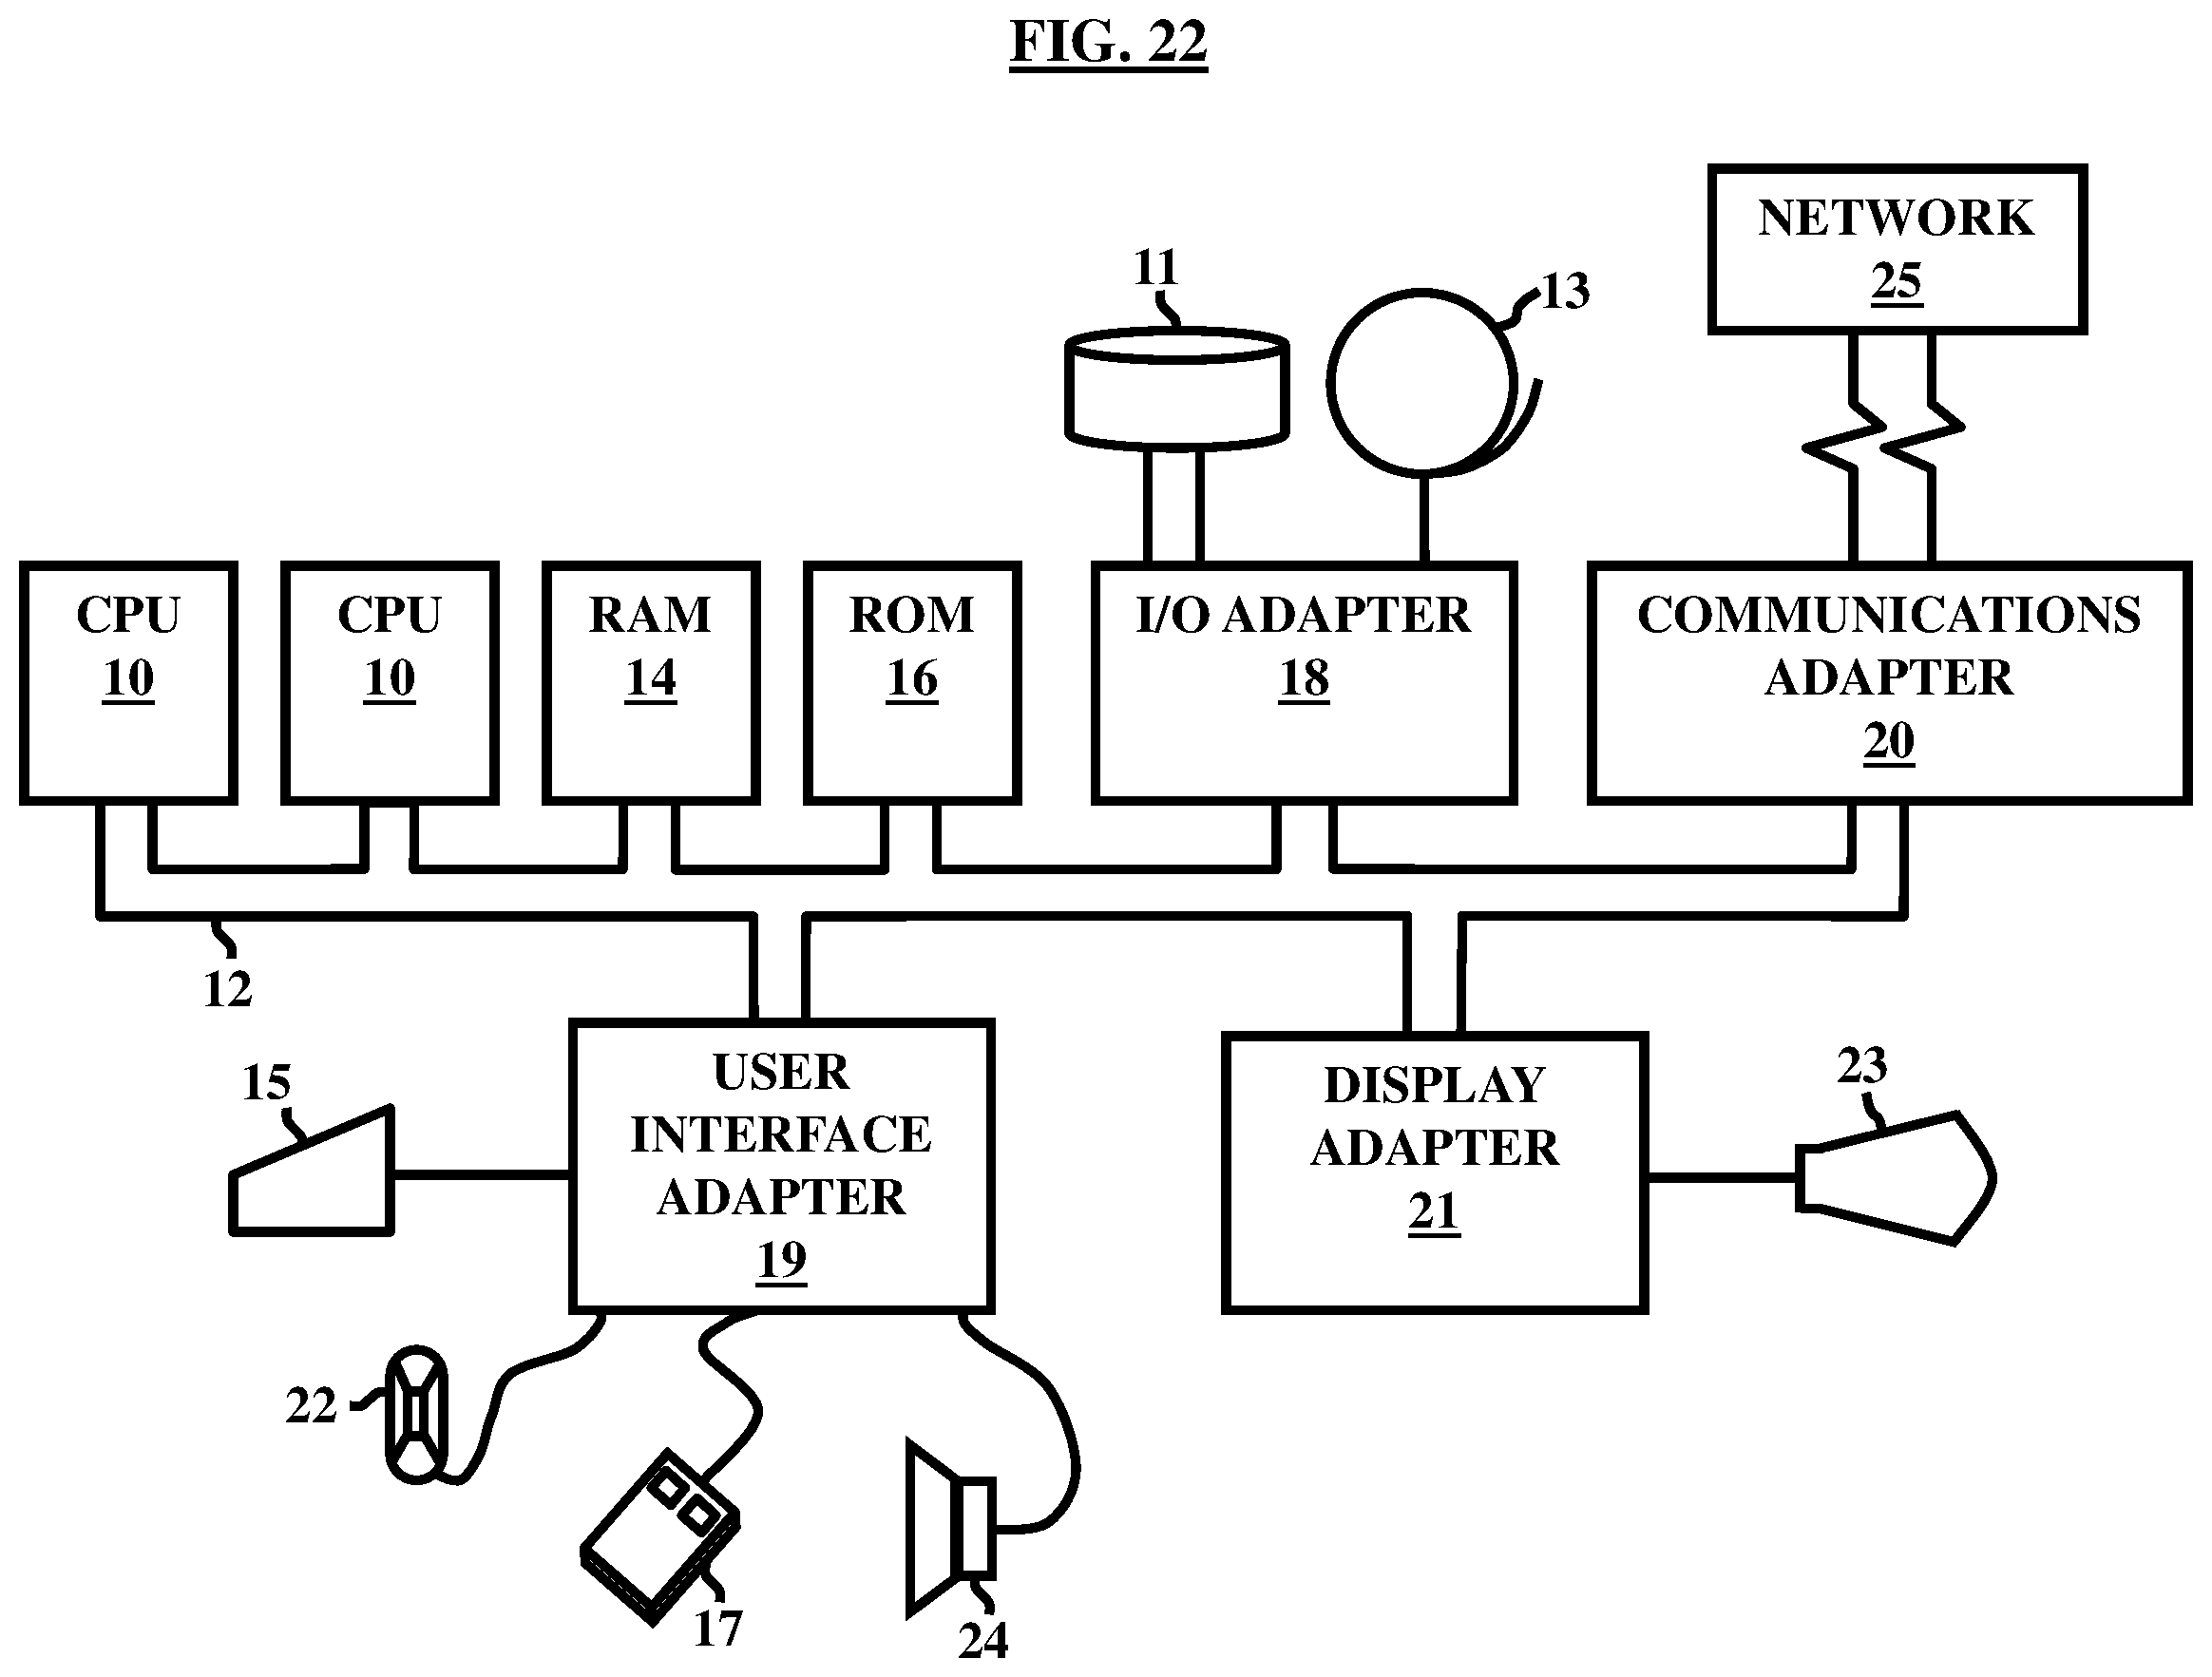 FIG. 22
NETWORK
25
11
13
CPU
10
CPU
10
RAM
14
ROM
16
I/O ADAPTER
18
COMMUNICATIONS
ADAPTER
20
12
USER
INTERFACE
ADAPTER
19
DISPLAY
ADAPTER
21
15
23
22
17
24